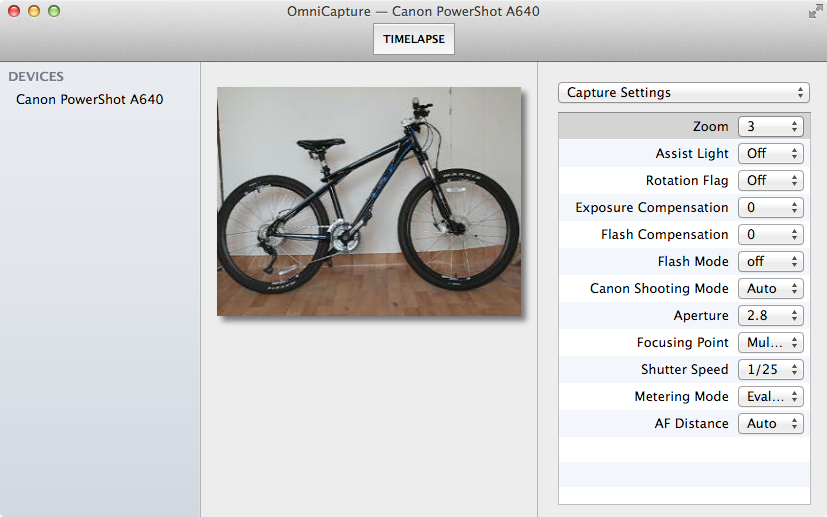 OmniCapture — Canon PowerShot A640
TIMELAPSE
DEVICES
Canon PowerShot A640
MAXXIS
MAXXIS
Capture Settings
Zoom 3
Assist Light Off
Rotation Flag Off
Exposure Compensation 0
Flash Compensation 0
Flash Mode off
Canon Shooting Mode Auto
Aperture 2.8
Focusing Point Mul...
Shutter Speed 1/25
Metering Mode Eval...
AF Distance Auto